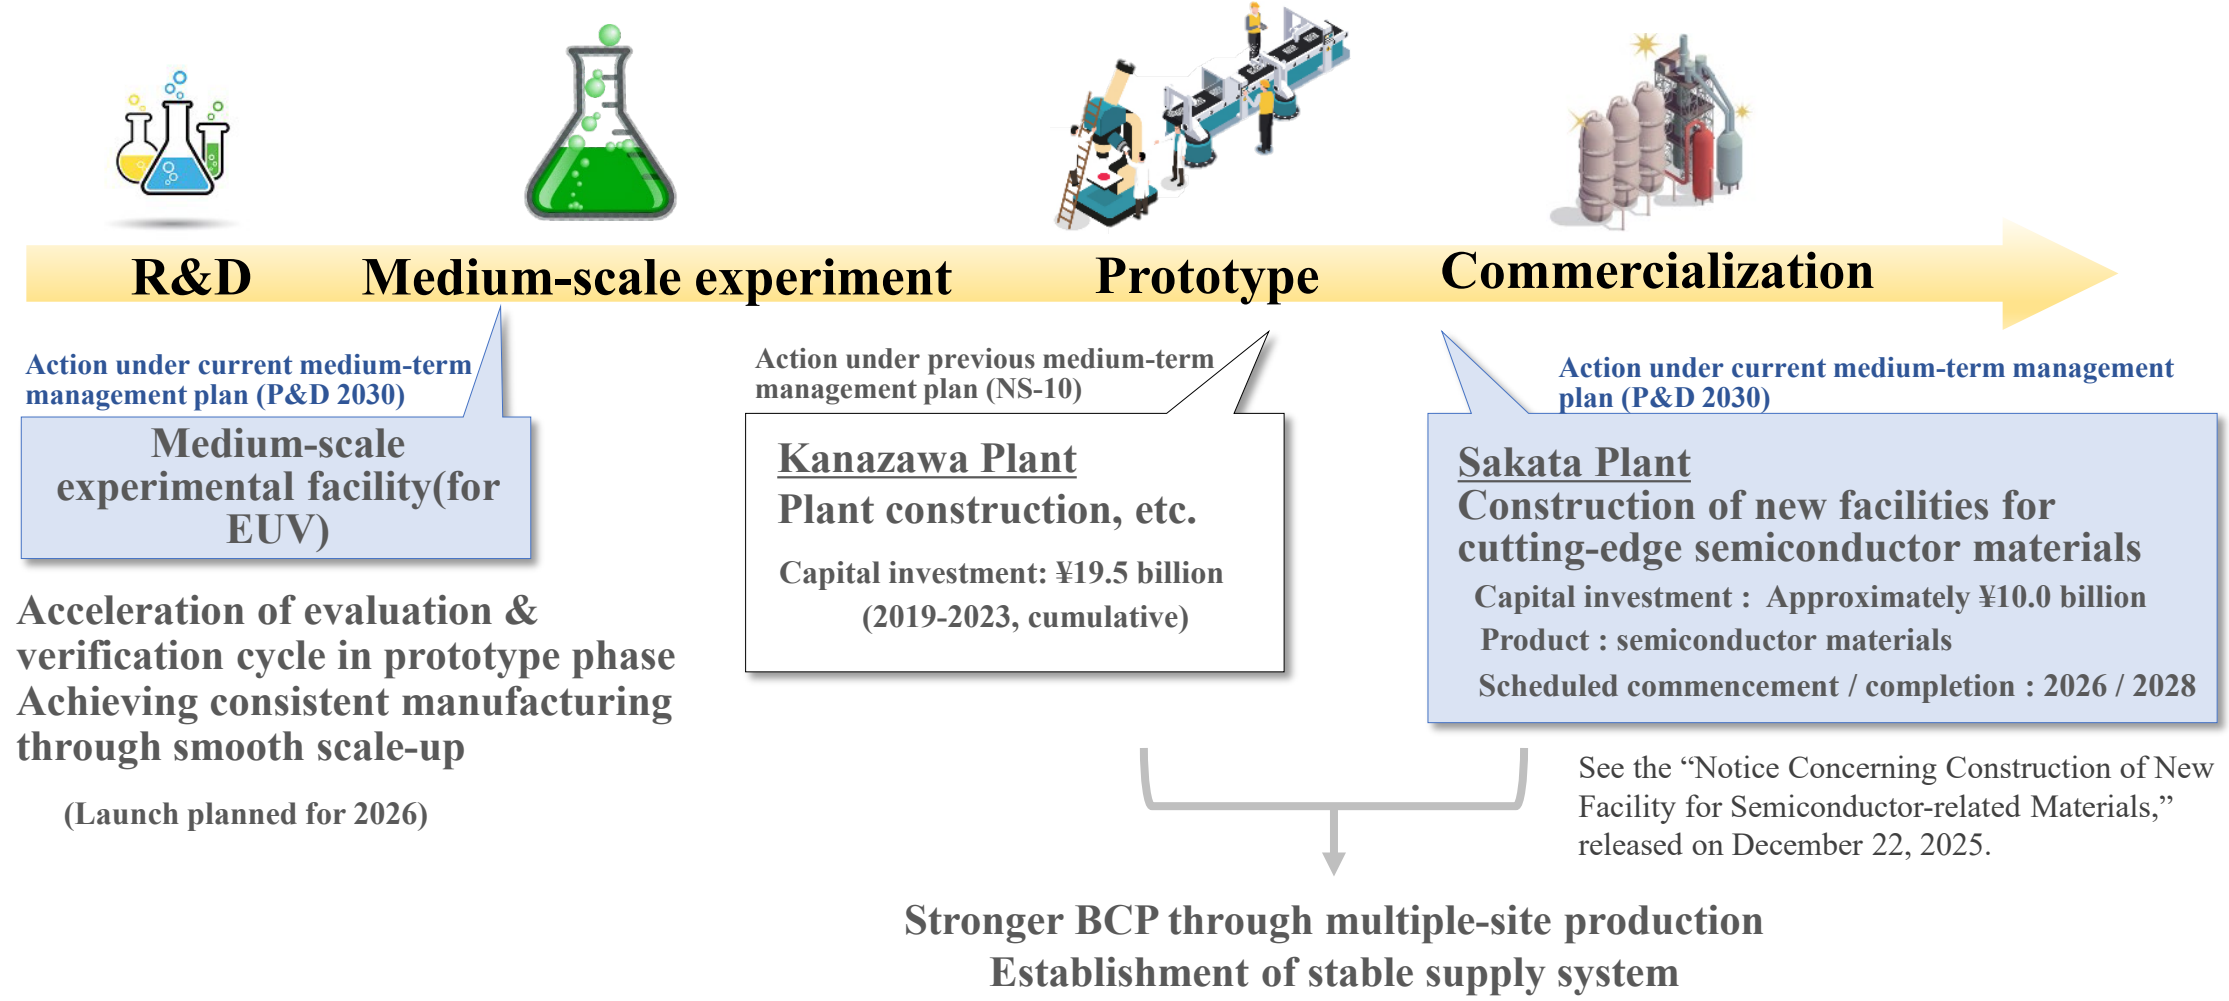 R&D
Medium-scale experiment
Prototype
Commercialization
Action under current medium-term
management plan (P&D 2030)
Medium-scale
experimental facility(for
EUV)
Acceleration of evaluation &
verification cycle in prototype phase
Achieving consistent manufacturing
through smooth scale-up
(Launch planned for 2026)
Action under previous medium-term
management plan (NS-10)
Kanazawa Plant
Plant construction, etc.
Capital investment: ¥19.5 billion
(2019-2023, cumulative)
Action under current medium-term management
plan (P&D 2030)
Sakata Plant
Construction of new facilities for
cutting-edge semiconductor materials
Capital investment : Approximately ¥10.0 billion
Product : semiconductor materials
Scheduled commencement / completion : 2026 / 2028
See the “Notice Concerning Construction of New
Facility for Semiconductor-related Materials,”
released on December 22, 2025.
Stronger BCP through multiple-site production
Establishment of stable supply system